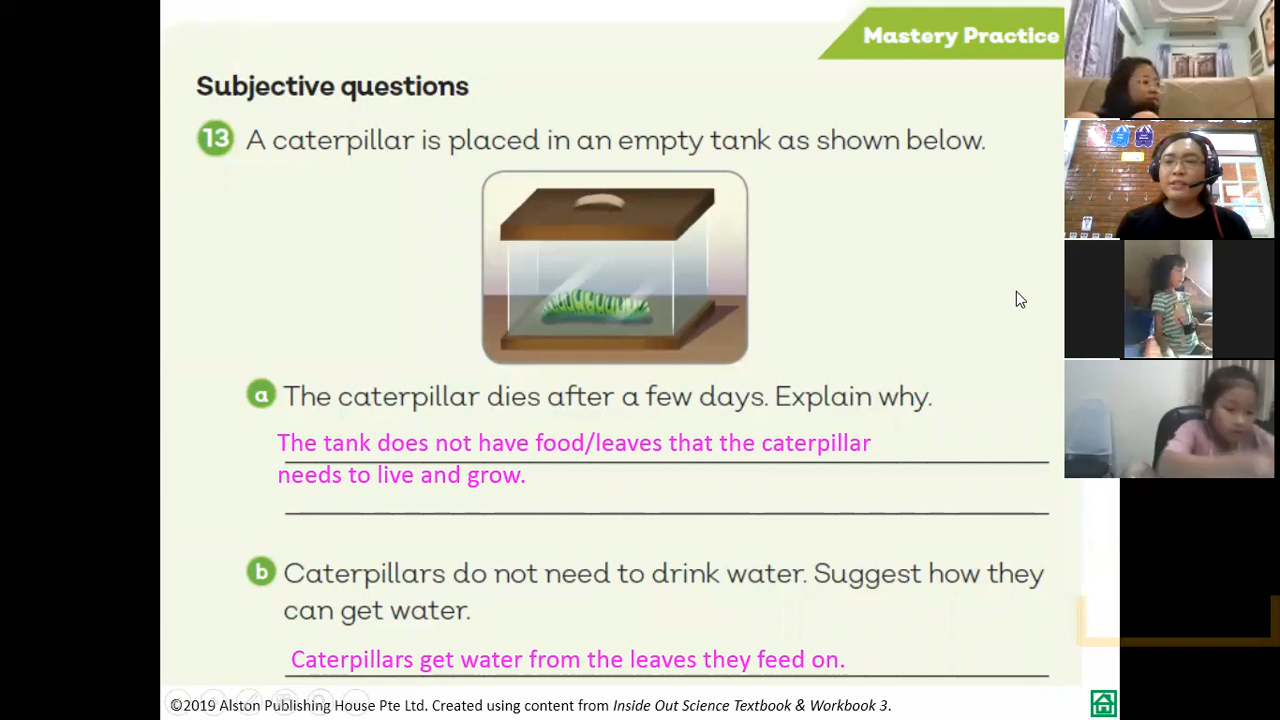 Mastery Practice
Subjective questions
13 A caterpillar is placed in an empty tank as shown below.
a The caterpillar dies after a few days. Explain why.
The tank does not have food/leaves that the caterpillar
needs to live and grow.
b Caterpillars do not need to drink water. Suggest how they
can get water.
Caterpillars get water from the leaves they feed on.
©2019 Alston Publishing House Pte Ltd. Created using content from Inside Out Science Textbook & Workbook 3.